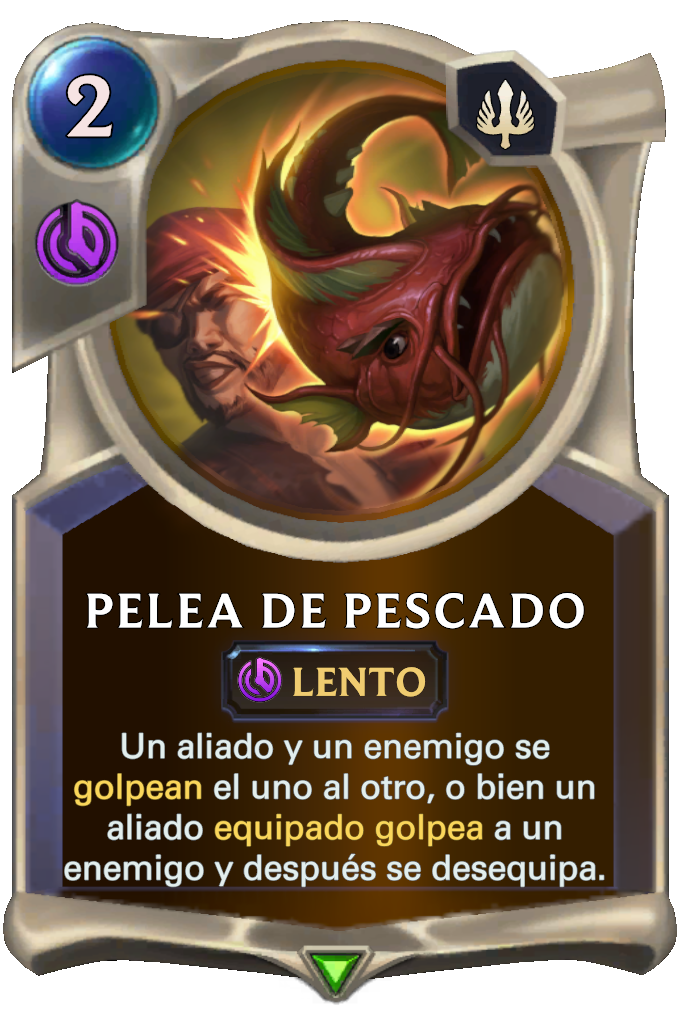 2
PELEA DE PESCADO
LENTO
Un aliado y un enemigo se
golpean el uno al otro, o bien un
aliado equipado golpea a un
enemigo y después se desequipa.